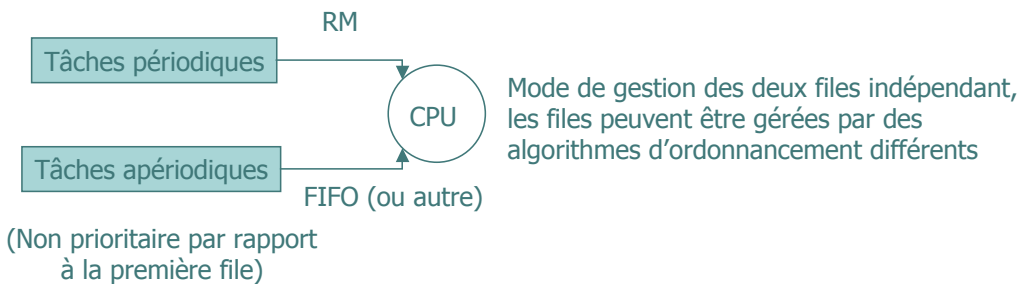 RM
Tâches périodiques
CPU
Mode de gestion des deux files indépendant,
les files peuvent être gérées par des
algorithmes d'ordonnancement différents
Tâches apériodiques
FIFO (ou autre)
(Non prioritaire par rapport
à la première file)